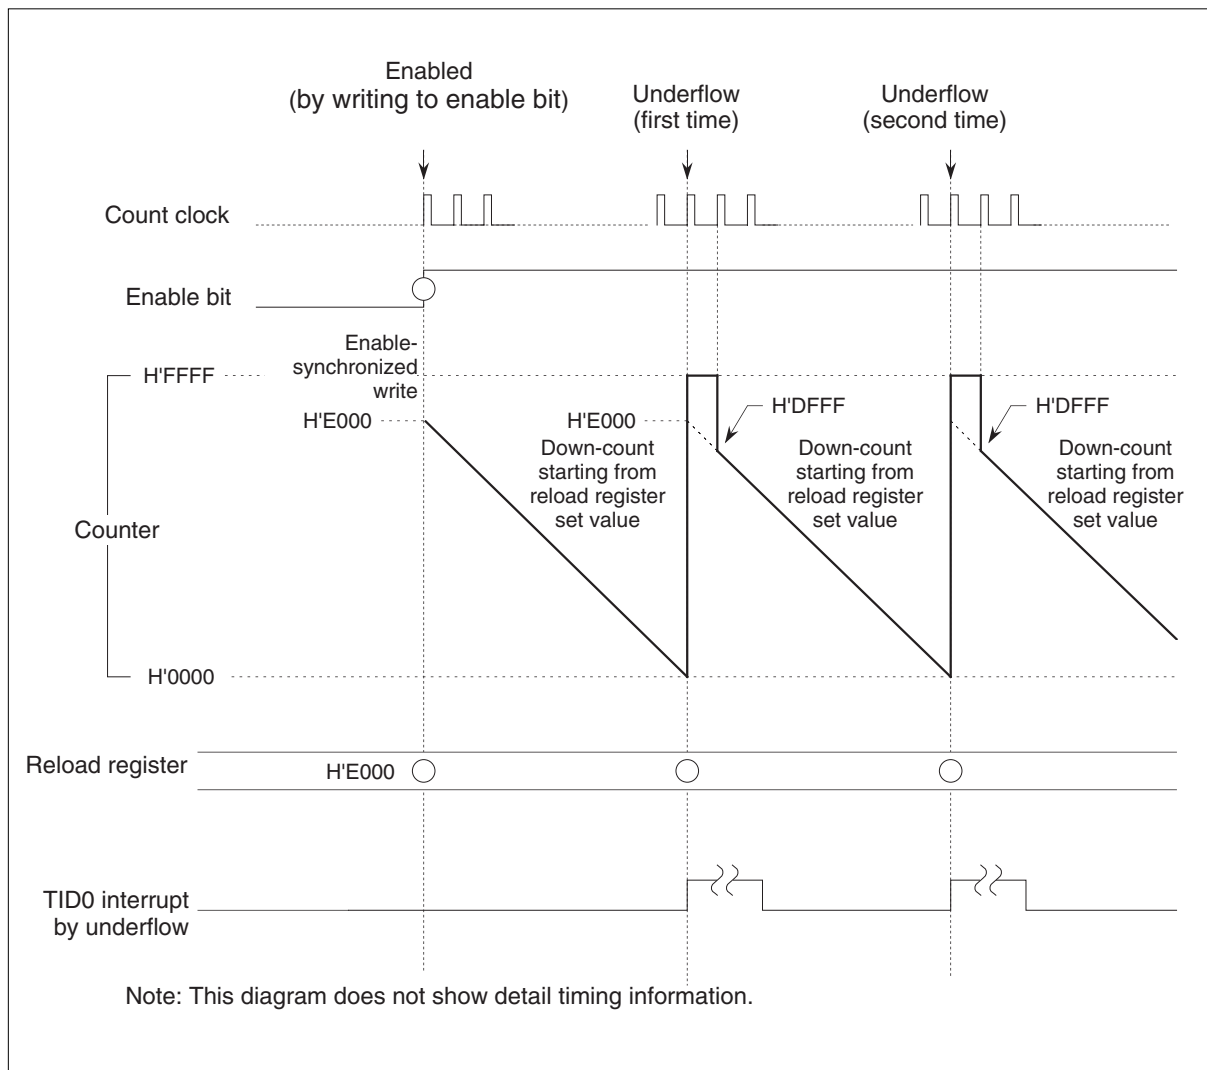 Enabled
(by writing to enable bit)
Underflow
(first time)
Underflow
(second time)
Count clock
Enable bit
Enable-
synchronized
write
H'FFFF
H'E000
H'E000
H'DFFF
H'DFFF
Down-count
starting from
reload register
set value
Down-count
starting from
reload register
set value
Down-count
starting from
reload register
set value
Counter
H'0000
Reload register
H'E000
TID0 interrupt
by underflow
Note: This diagram does not show detail timing information.